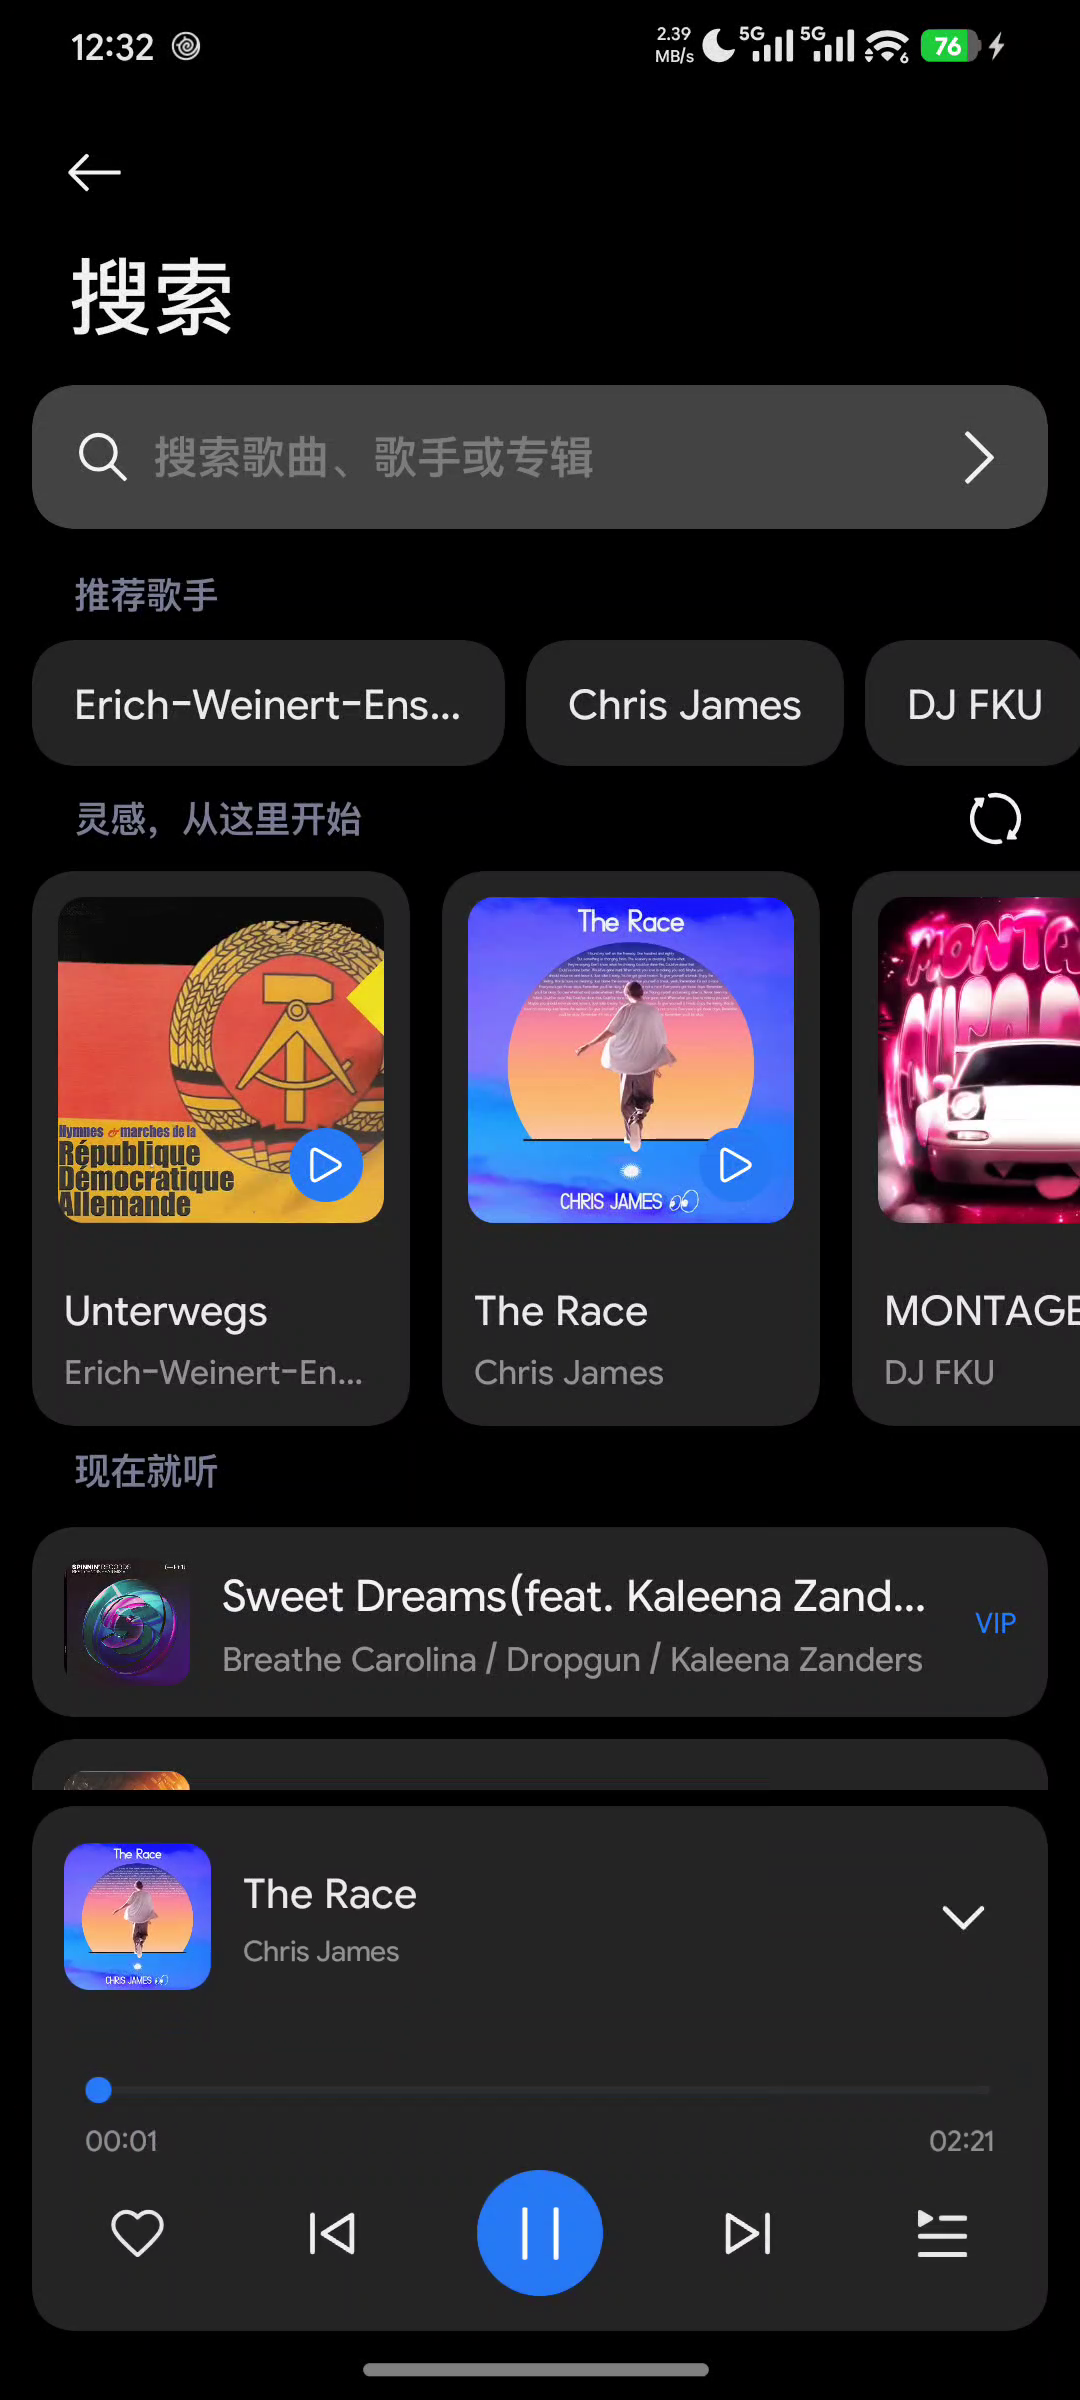 12:32
2.39
MB/s
5G
5G
6
76
搜索
搜索歌曲、歌手或专辑
推荐歌手
Erich-Weinert-Ens...
Chris James
DJ FKU
灵感，从这里开始
Hymnes & marches de la
République
Démocratique
Allemande
The Race
CHRIS JAMES
MONTA
Unterwegs
Erich-Weinert-En...
The Race
Chris James
MONTAGE
DJ FKU
现在就听
SPINNIN' RECORDS
Sweet Dreams(feat. Kaleena Zand...
Breathe Carolina / Dropgun / Kaleena Zanders
VIP
The Race
CHRIS JAMES
The Race
Chris James
00:01
02:21